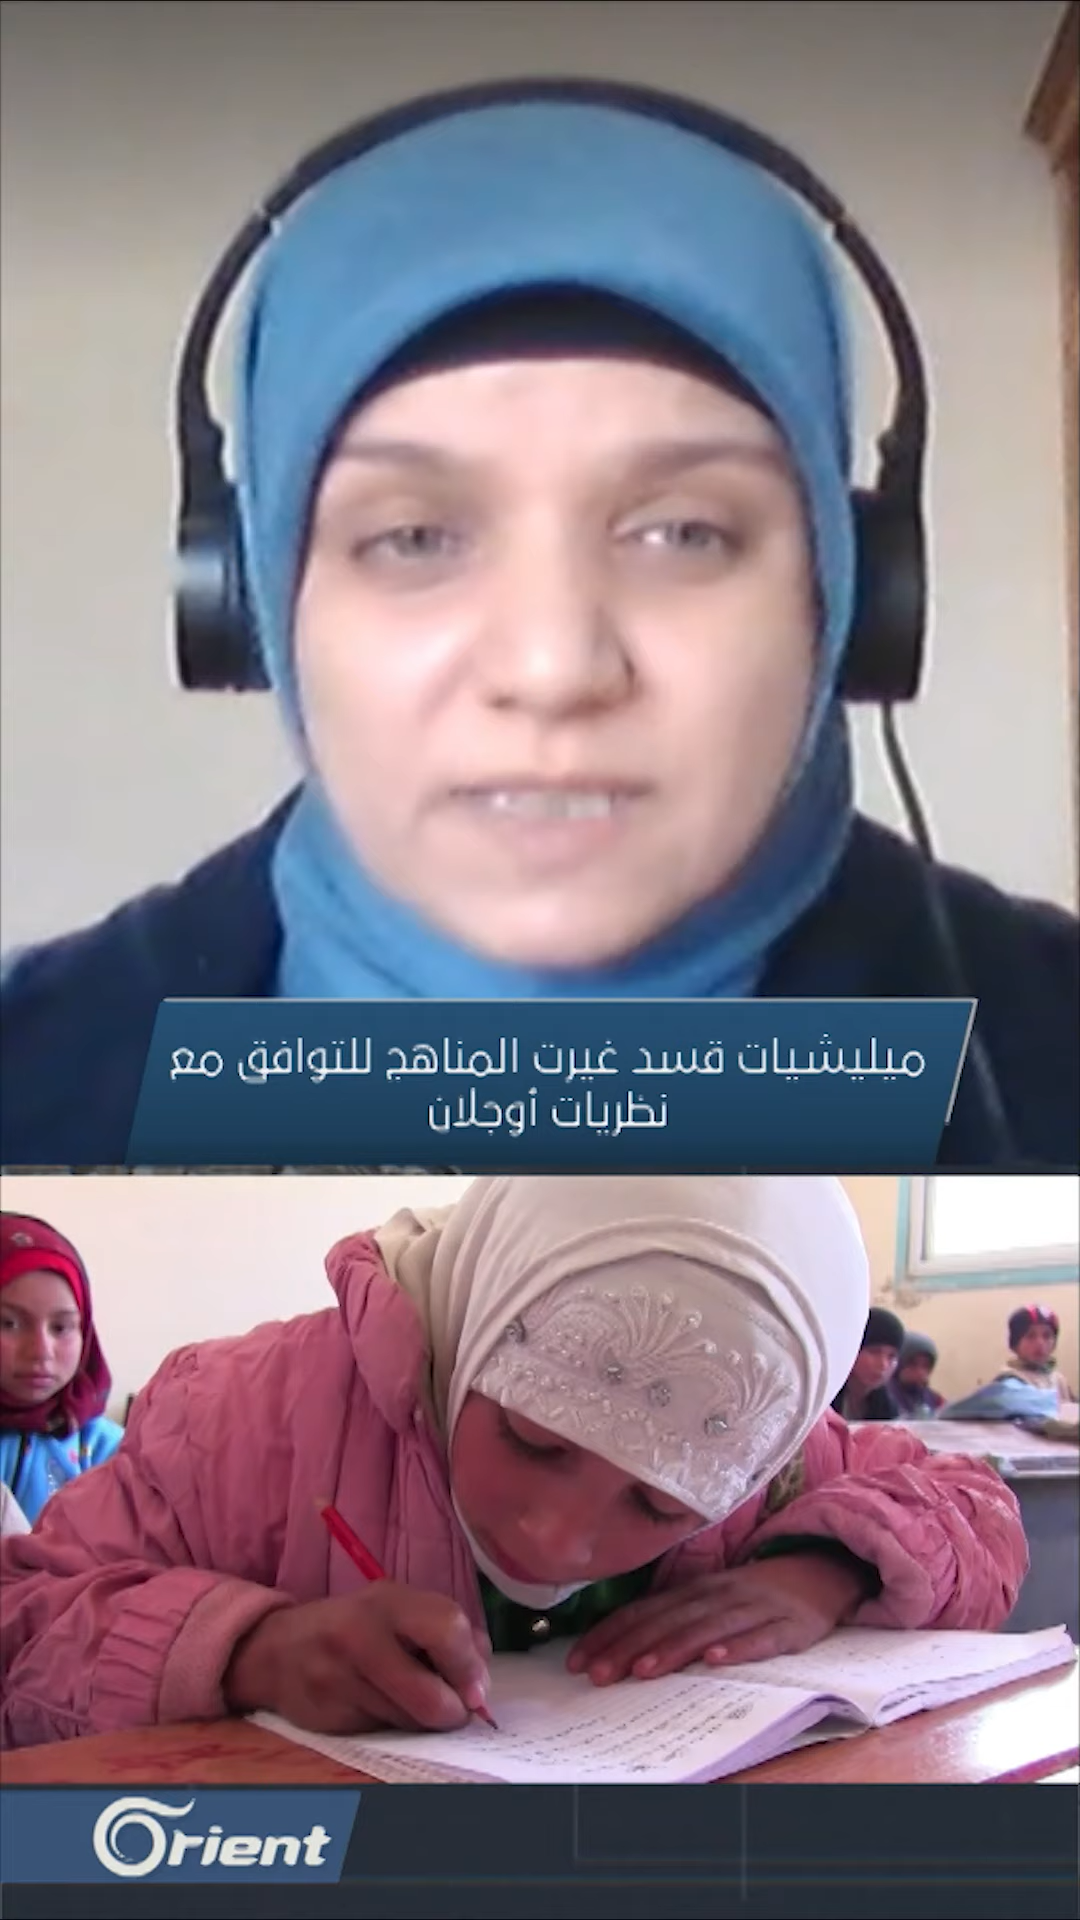 ميليشيات قسد غيرت المناهج للتوافق مع
نظريات أوجلان
Orient